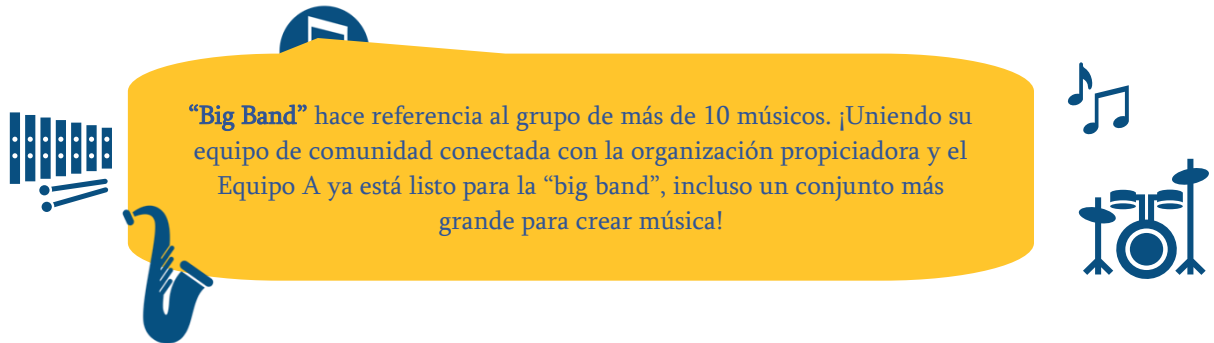 “Big Band” hace referencia al grupo de más de 10 músicos. ¡Uniendo su
equipo de comunidad conectada con la organización propiciadora y el
Equipo A ya está listo para la “big band”, incluso un conjunto más
grande para crear música!